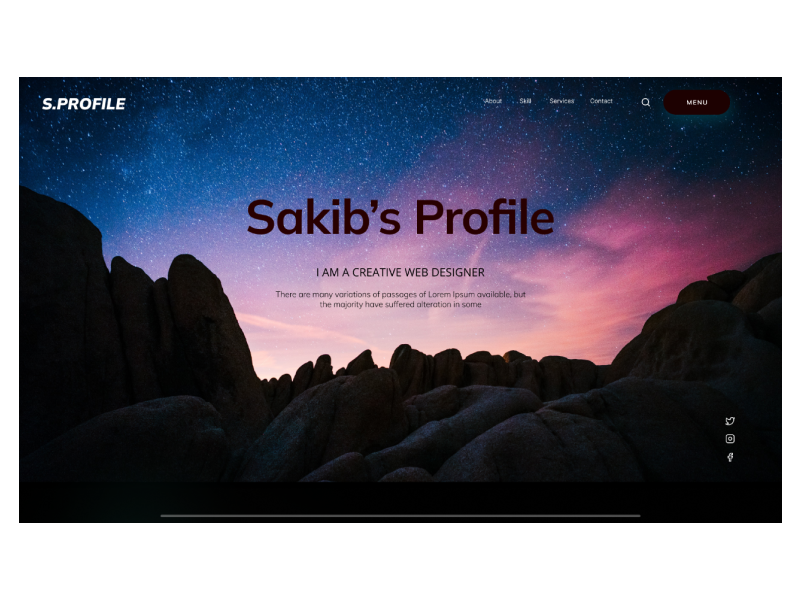 S.PROFILE
About Skill Services Contact
MENU
Sakib's Profile
I AM A CREATIVE WEB DESIGNER
There are many variations of passages of Lorem Ipsum available, but
the majority have suffered alteration in some